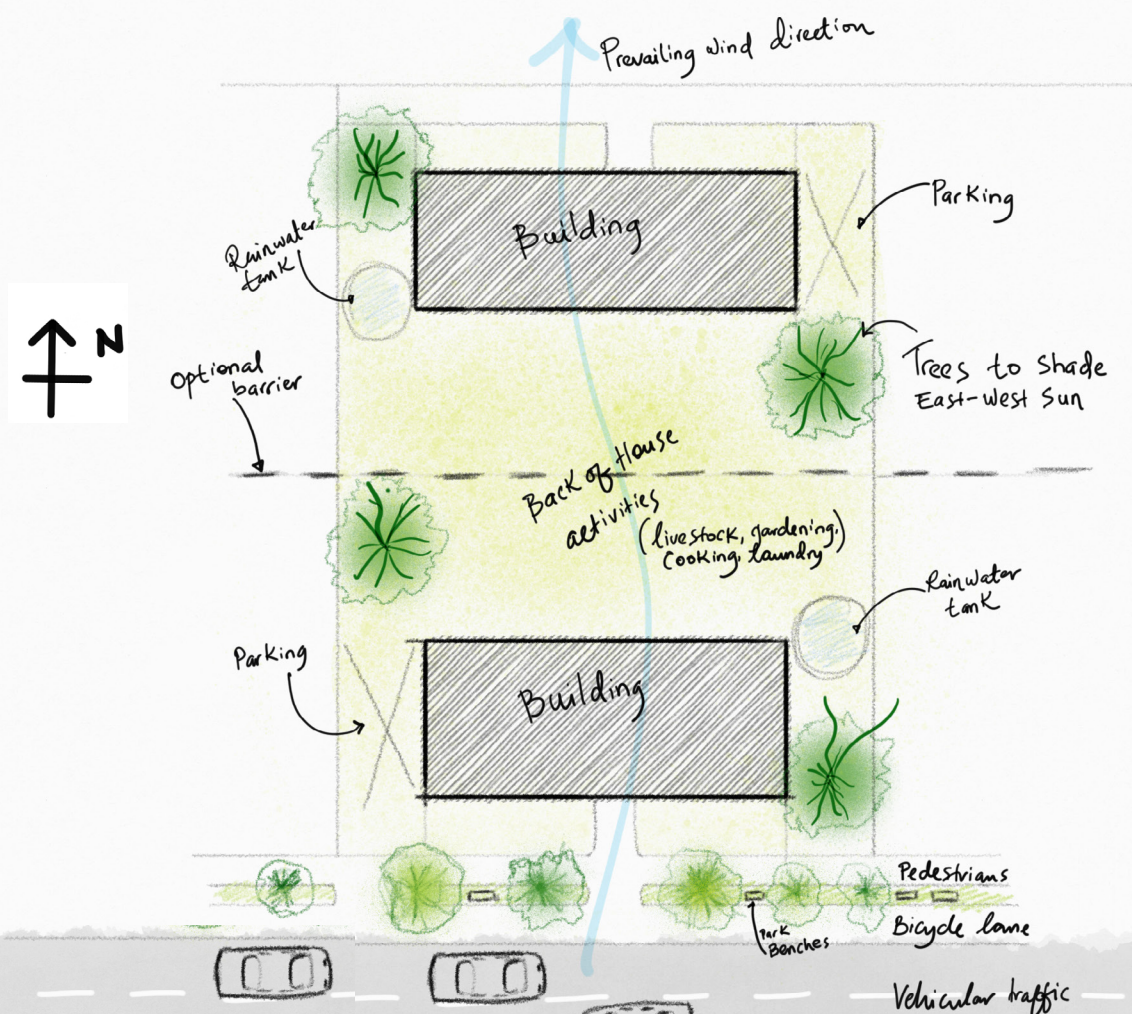 Prevailing wind direction
Building
Parking
Rainwater
tank
N
Trees to shade
East-West Sun
Optional
barrier
Back of House
activities
(livestock, gardening,
cooking, laundry)
Rainwater
tank
Parking
Building
Pedestrians
Park
Benches
Bicycle lane
Vehicular traffic